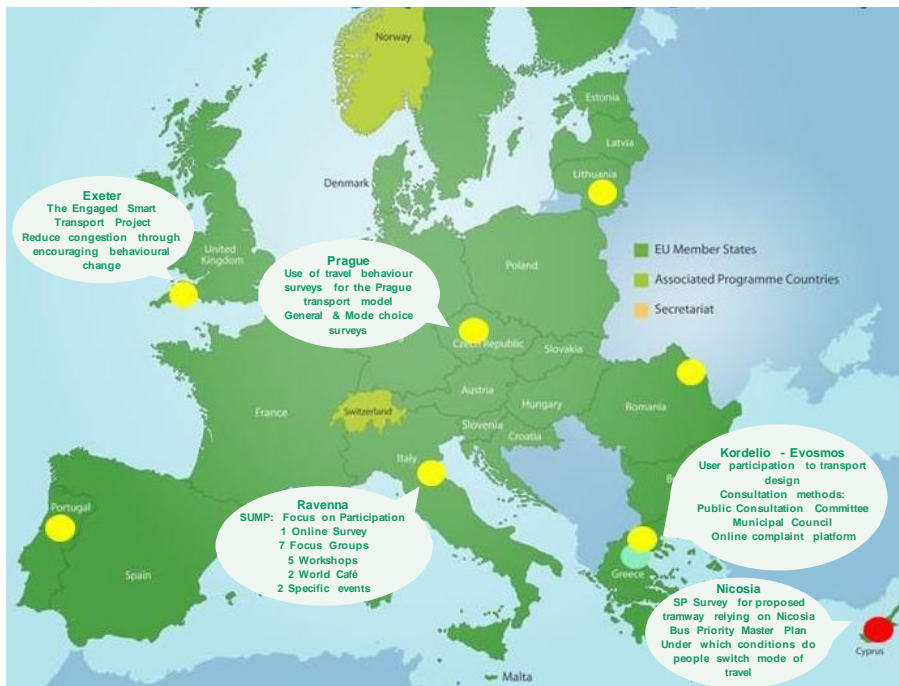 Norway
Estonia
Latvia
Lithuania
Denmark
Exeter
The Engaged Smart
Transport Project
Reduce congestion through
encouraging behavioural
change
United
Kingdom
Poland
EU Member States
Associated Programme Countries
Secretariat
Prague
Use of travel behaviour
surveys for the Prague
transport model
General & Mode choice
surveys
Czech Republic
Slovakia
Austria
Hungary
Romania
France
Switzerland
Slovenia
Croatia
Italy
Kordelio - Evosmos
User participation to transport
design
Consultation methods:
Public Consultation Committee
Municipal Council
Online complaint platform
Ravenna
SUMP: Focus on Participation
1 Online Survey
7 Focus Groups
5 Workshops
2 World Café
2 Specific events
Portugal
Spain
Greece
Nicosia
SP Survey for proposed
tramway relying on Nicosia
Bus Priority Master Plan
Under which conditions do
people switch mode of
travel
Cyprus
Malta